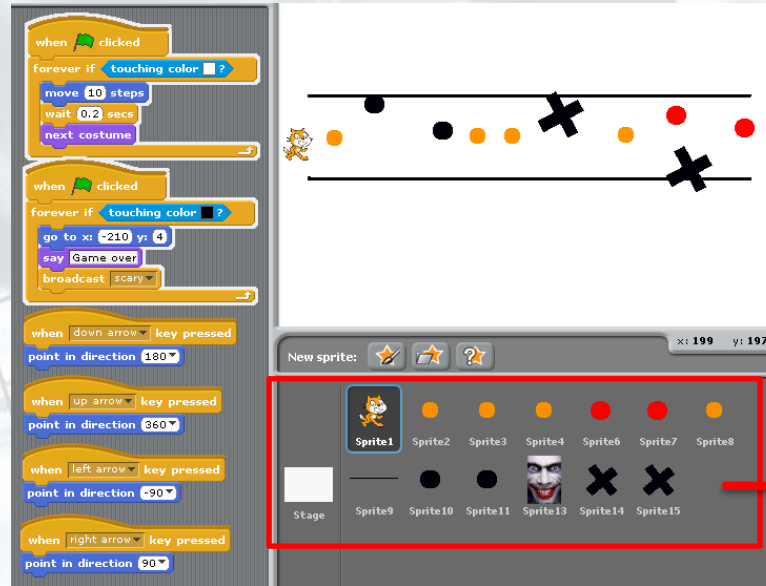 when clicked
forever if touching color ?
move 10 steps
wait 0.2 secs
next costume
when clicked
forever if touching color ?
go to x: -210 y: 4
say Game over
broadcast scary
when down arrow key pressed
point in direction 180
when up arrow key pressed
point in direction 360
when left arrow key pressed
point in direction -90
when right arrow key pressed
point in direction 90
x: 199 y: 197
New sprite:
Sprite1 Sprite2 Sprite3 Sprite4 Sprite6 Sprite7 Sprite8
Stage Sprite9 Sprite10 Sprite11 Sprite13 Sprite14 Sprite15